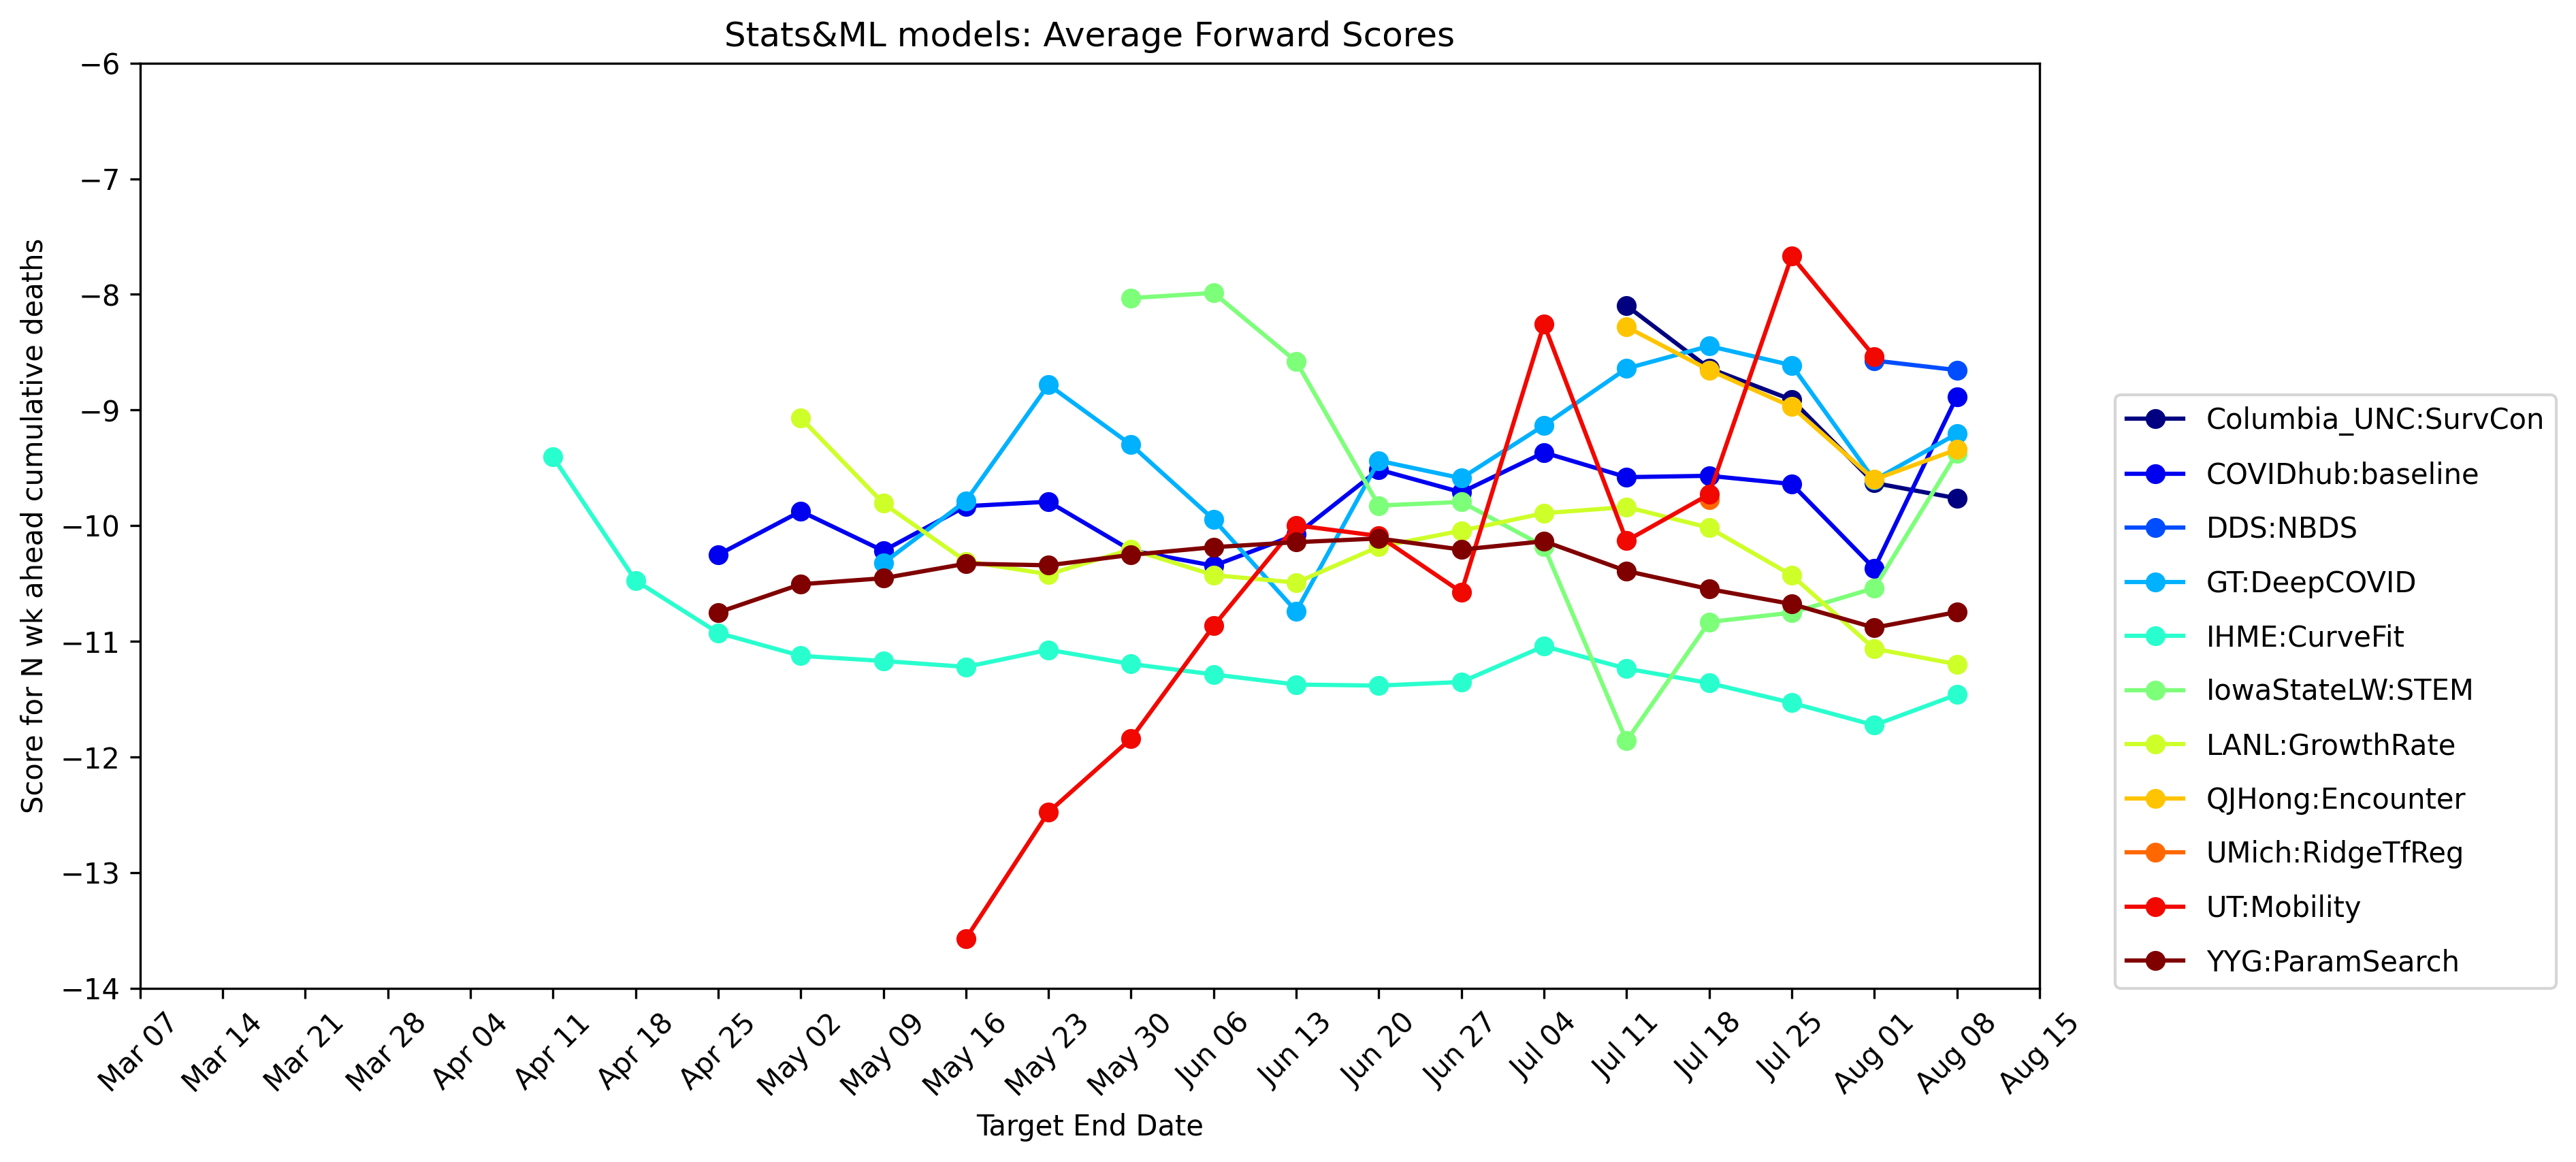 Stats&ML models: Average Forward Scores
Score for N wk ahead cumulative deaths
−6
−7
−8
−9
−10
−11
−12
−13
−14
Mar 07
Mar 14
Mar 21
Mar 28
Apr 04
Apr 11
Apr 18
Apr 25
May 02
May 09
May 16
May 23
May 30
Jun 06
Jun 13
Jun 20
Jun 27
Jul 04
Jul 11
Jul 18
Jul 25
Aug 01
Aug 08
Aug 15
Target End Date
Columbia_UNC:SurvCon
COVIDhub:baseline
DDS:NBDS
GT:DeepCOVID
IHME:CurveFit
IowaStateLW:STEM
LANL:GrowthRate
QJHong:Encounter
UMich:RidgeTfReg
UT:Mobility
YYG:ParamSearch